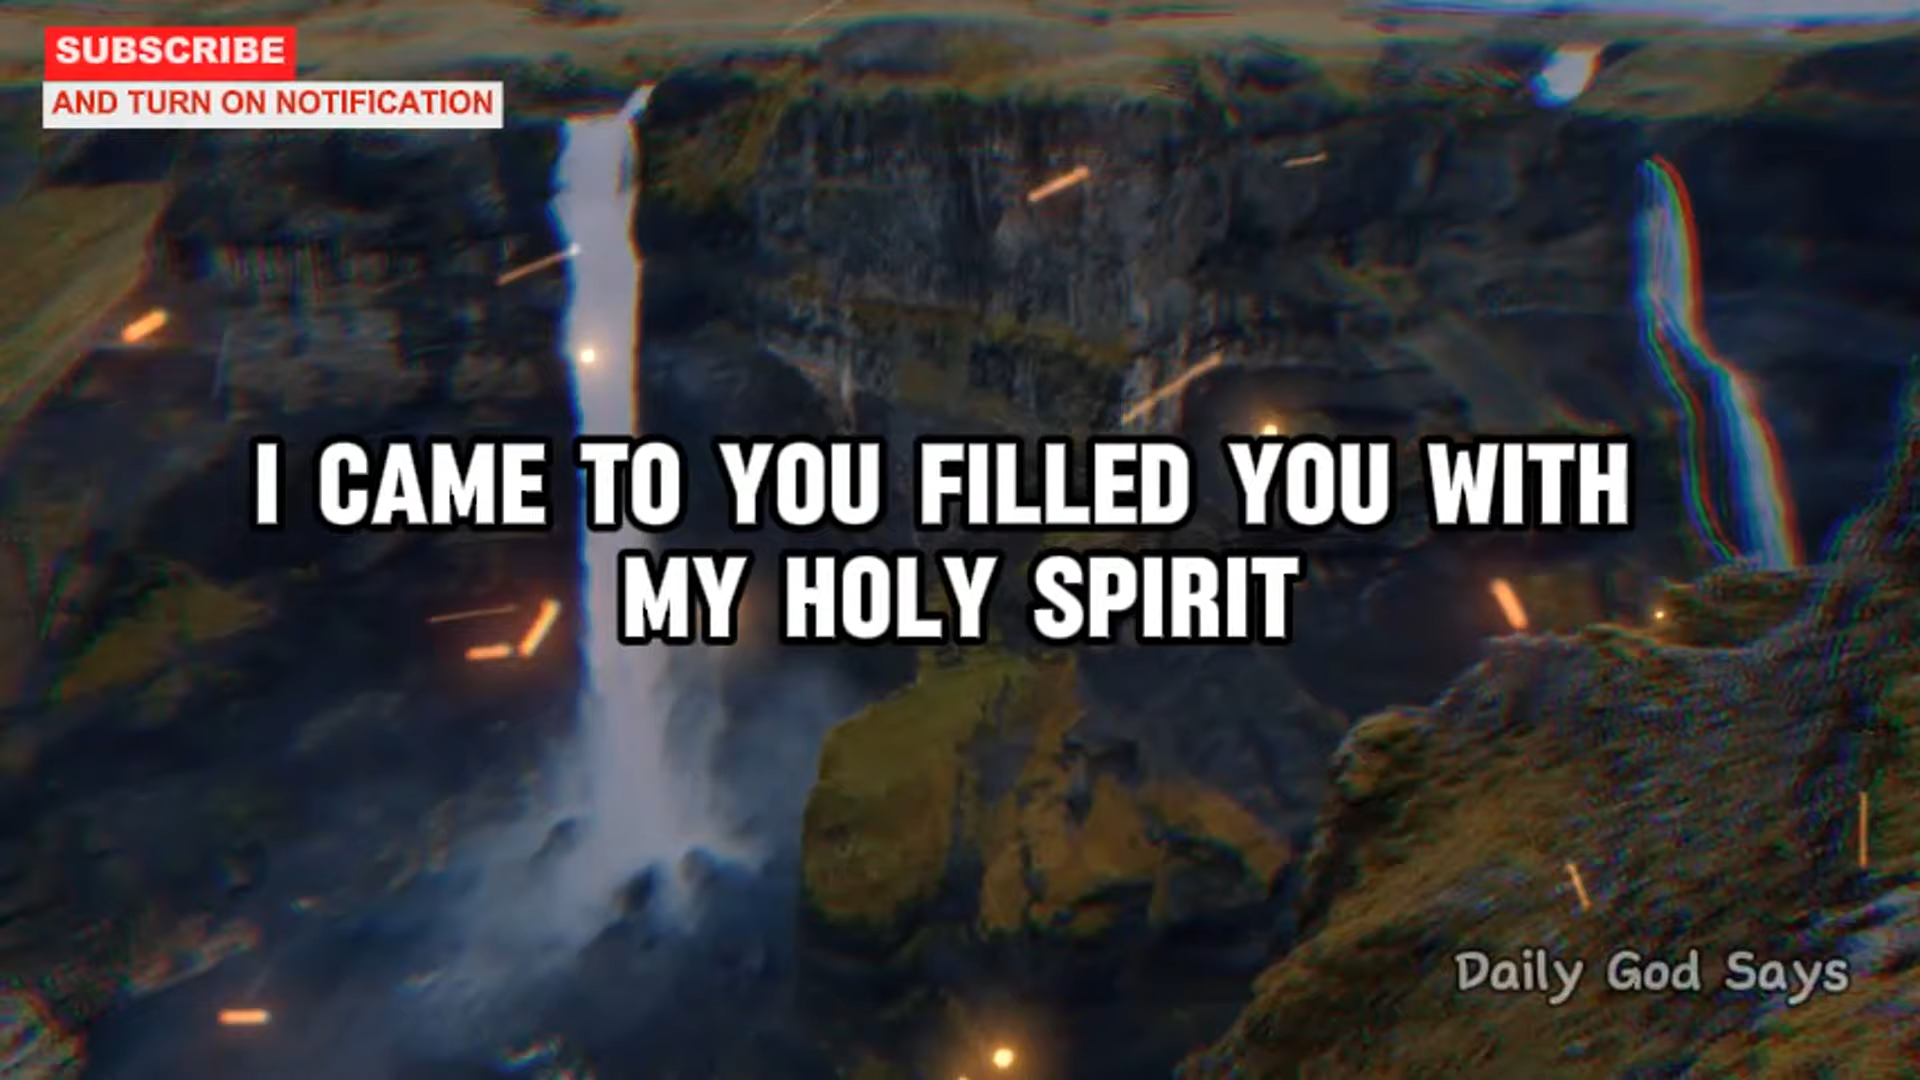 SUBSCRIBE
AND TURN ON NOTIFICATION
I CAME TO YOU FILLED YOU WITH
MY HOLY SPIRIT
Daily God Says